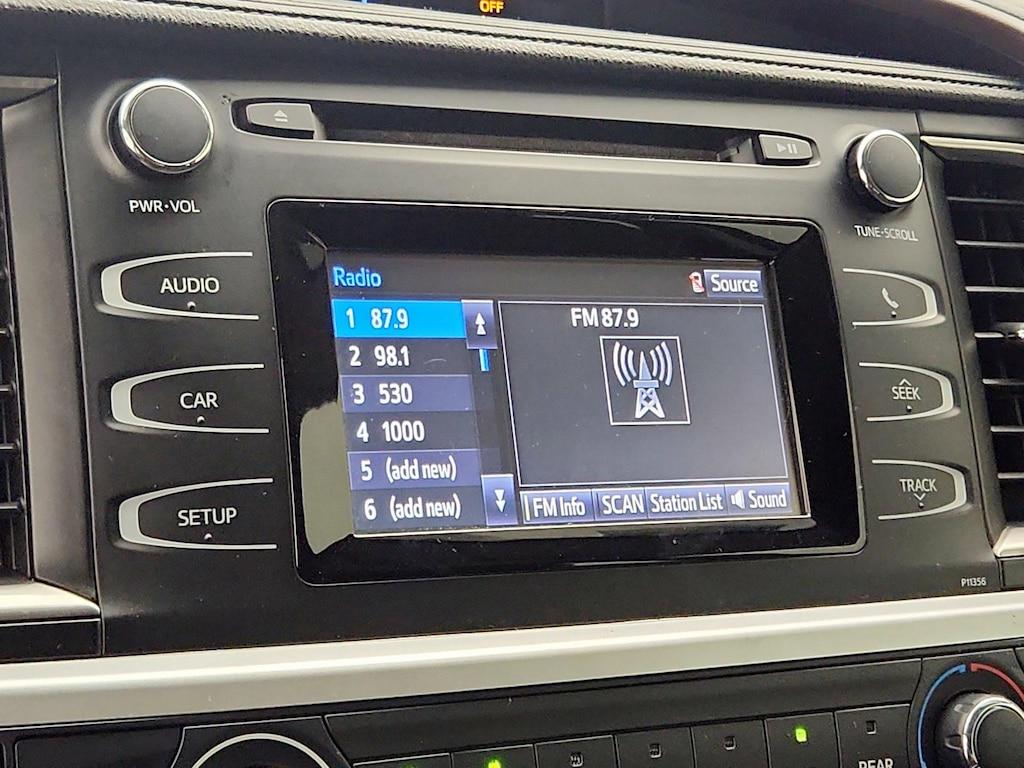 OFF
PWR•VOL
TUNE•SCROLL
AUDIO
CAR
SETUP
SEEK
TRACK
Radio
Source
1 87.9
2 98.1
3 530
4 1000
5 (add new)
6 (add new)
FM 87.9
FM Info
SCAN
Station List
Sound
P11356
REAR